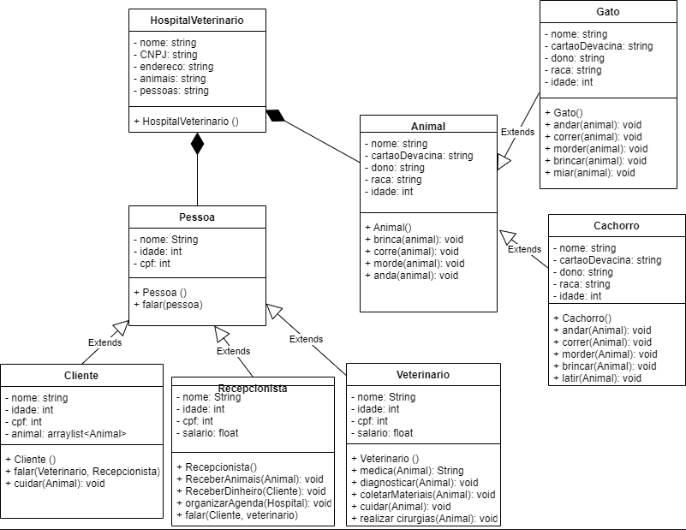 HospitalVeterinario
- nome: string
- CNPJ: string
- endereco: string
- animais: string
- pessoas: string
+ HospitalVeterinario ()
Gato
- nome: string
- cartaoDevacina: string
- dono: string
- raca: string
- idade: int
+ Gato()
+ andar(animal): void
+ correr(animal): void
+ morder(animal): void
+ brincar(animal): void
+ miar(animal): void
Extends
Animal
- nome: string
- cartaoDevacina: string
- dono: string
- raca: string
- idade: int
+ Animal()
+ brinca(animal): void
+ corre(animal): void
+ morde(animal): void
+ anda(animal): void
Extends
Cachorro
- nome: string
- cartaoDevacina: string
- dono: string
- raca: string
- idade: int
+ Cachorro()
+ andar(Animal): void
+ correr(Animal): void
+ morder(Animal): void
+ brincar(Animal): void
+ latir(Animal): void
Pessoa
- nome: String
- idade: int
- cpf: int
+ Pessoa ()
+ falar(pessoa)
Extends
Extends
Extends
Cliente
- nome: String
- idade: int
- cpf: int
- animal: arraylist<Animal>
+ Cliente ()
+ falar(Veterinario, Recepcionista)
+ cuidar(Animal): void
Recepcionista
- nome: String
- idade: int
- cpf: int
- salario: float
+ Recepcionista()
+ ReceberAnimais(Animal): void
+ ReceberDinheiro(Cliente): void
+ organizarAgenda(Hospital): void
+ falar(Cliente, veterinario)
Veterinario
- nome: String
- idade: int
- cpf: int
- salario: float
+ Veterinario ()
+ medica(Animal): String
+ diagnosticar(Animal): void
+ coletarMateriais(Animal): void
+ cuidar(Animal): void
+ realizar cirurgias(Animal): void